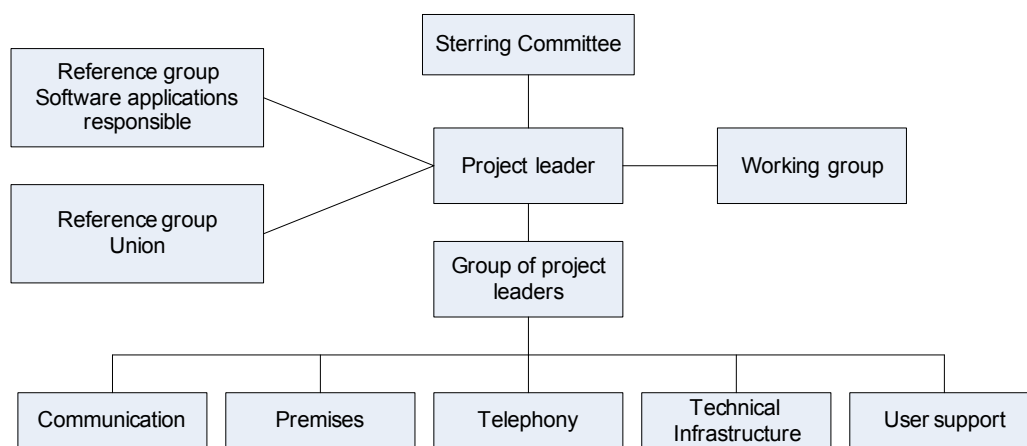 Sterring Committee
Reference group
Software applications
responsible
Project leader
Working group
Reference group
Union
Group of project
leaders
Communication
Premises
Telephony
Technical
Infrastructure
User support